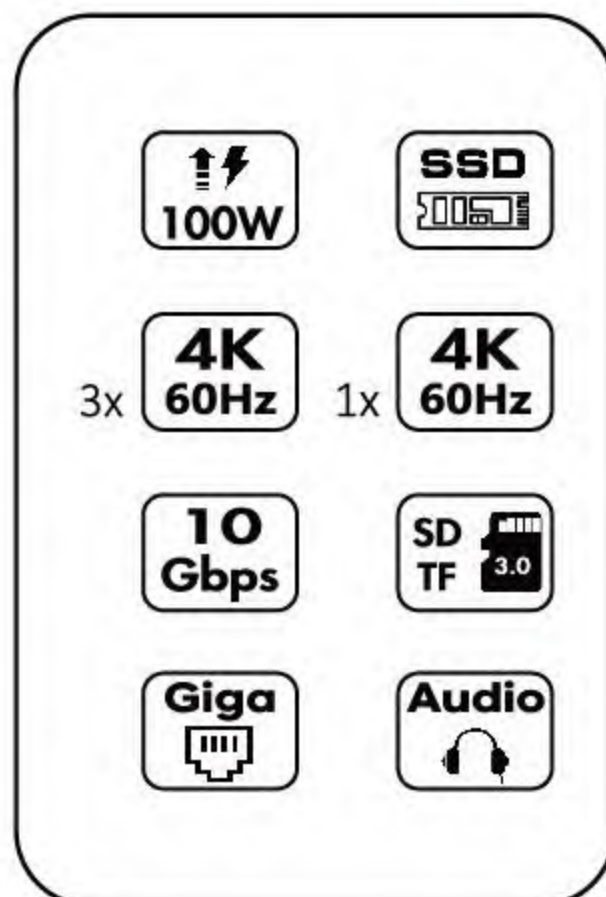 100W
SSD
3x
4K
60Hz
1x
4K
60Hz
10
Gbps
SD
TF
3.0
Giga
Audio